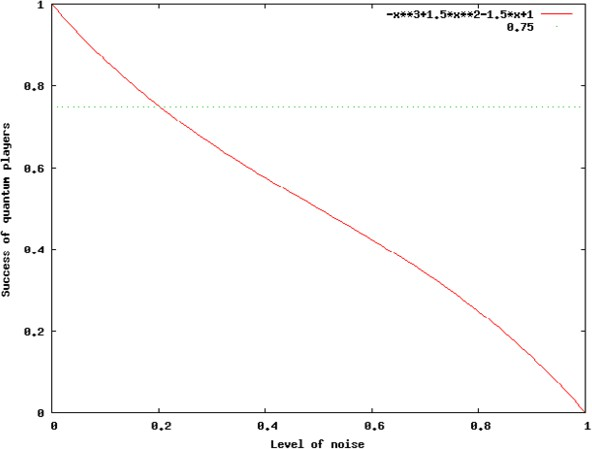 1
-x**3+1.5*x**2-1.5*x+1
0.75
0.8
0.6
0.4
0.2
0
Success of quantum players
0 0.2 0.4 0.6 0.8 1
Level of noise